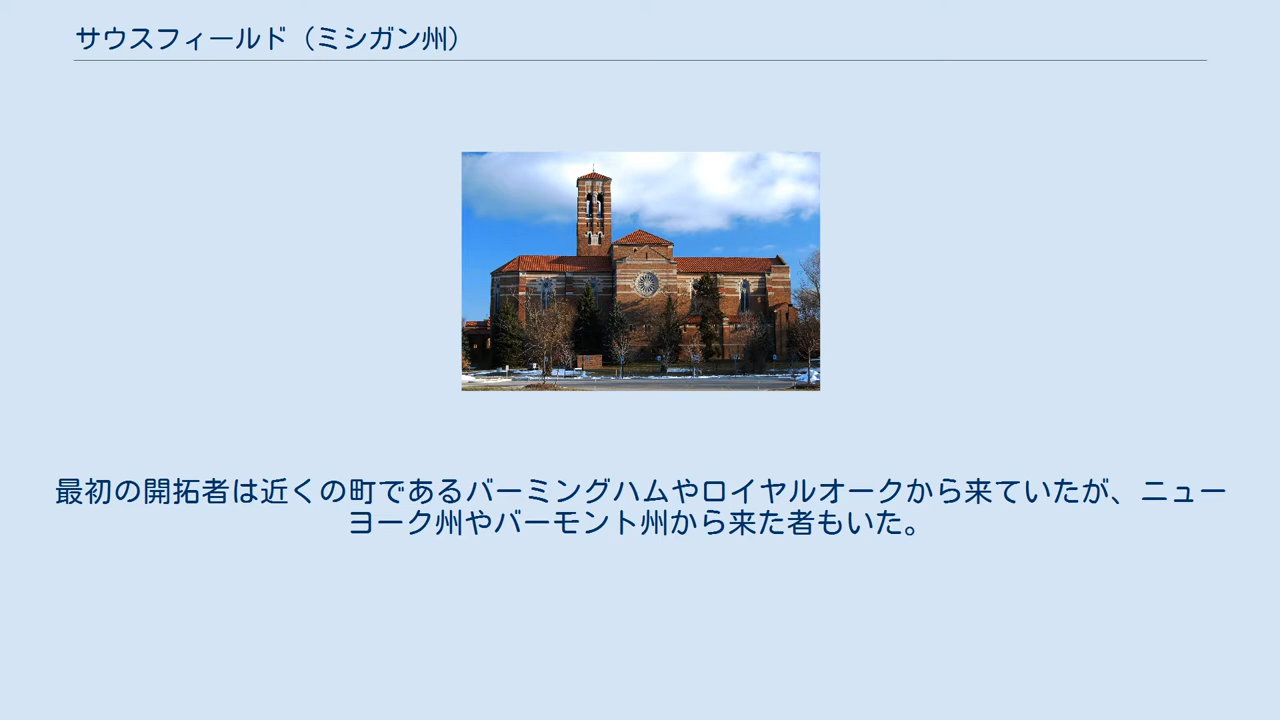 サウスフィールド（ミシガン州）
最初の開拓者は近くの町であるバーミングハムやロイヤルオークから来ていたが、ニュー
ヨーク州やバーモント州から来た者もいた。